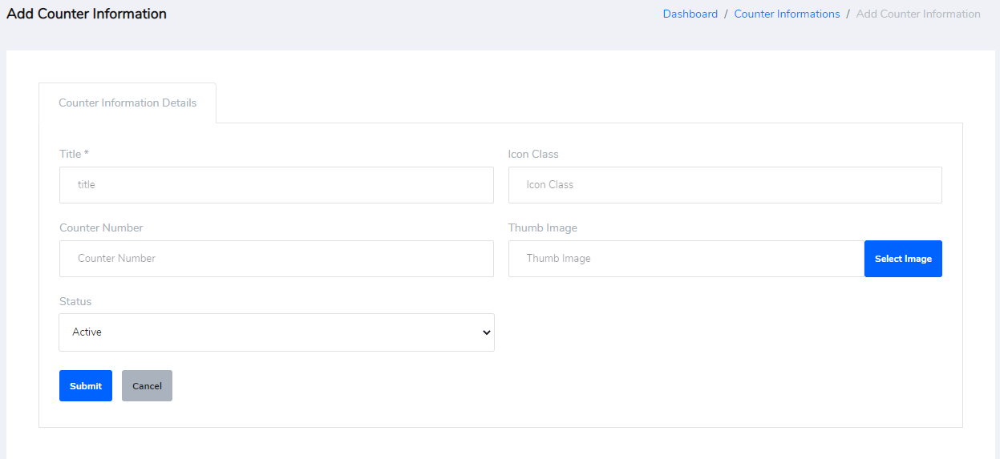 Add Counter Information
Dashboard / Counter Informations / Add Counter Information
Counter Information Details
Title *
Icon Class
title
Icon Class
Counter Number
Thumb Image
Counter Number
Thumb Image
Select Image
Status
Active
Submit
Cancel